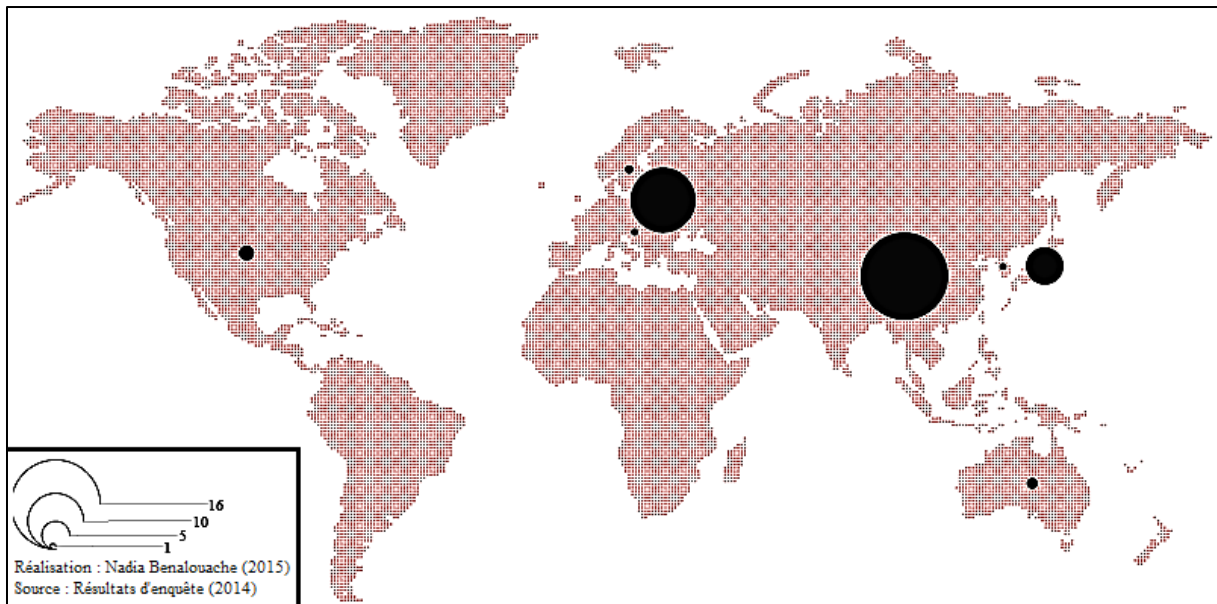 16
10
5
1
Réalisation : Nadia Benalouache (2015)
Source : Résultats d'enquête (2014)